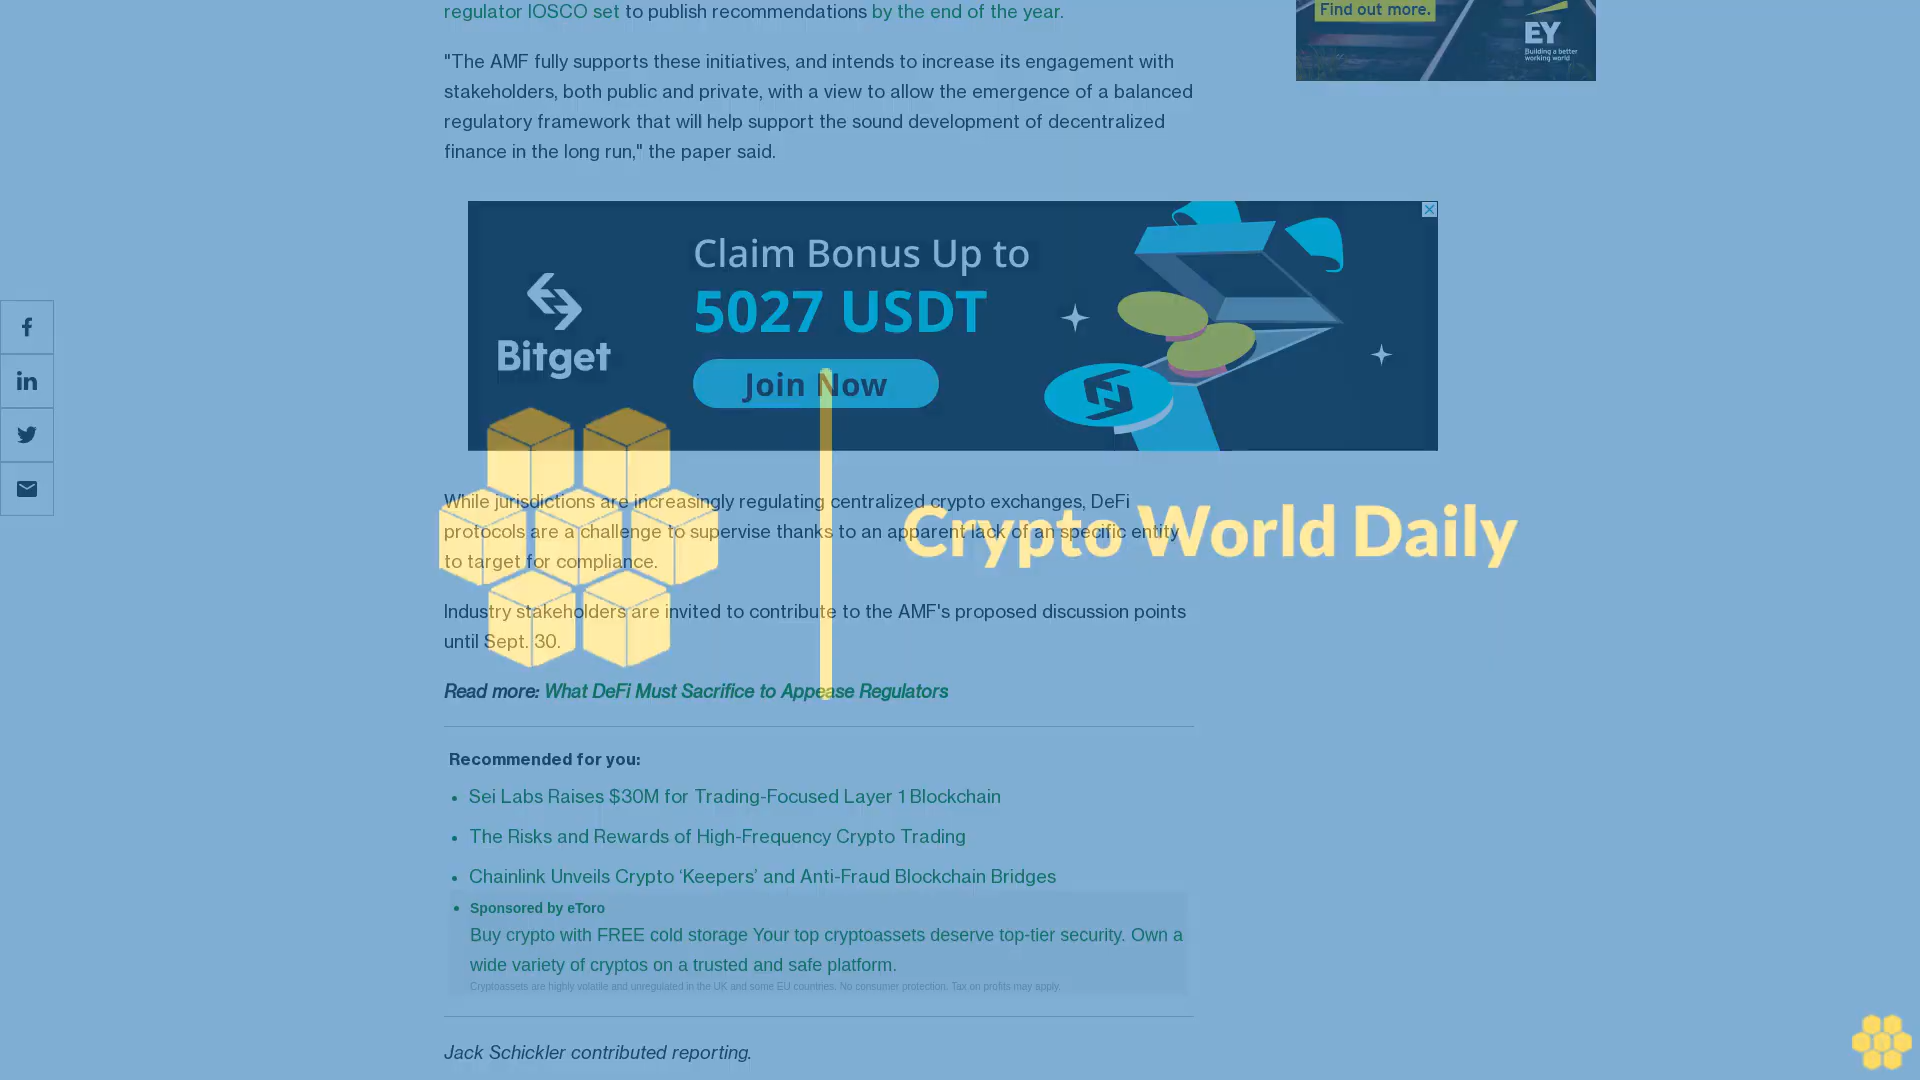 regulator IOSCO set to publish recommendations by the end of the year.
Find out more.
EY
Building a better
working world
"The AMF fully supports these initiatives, and intends to increase its engagement with
stakeholders, both public and private, with a view to allow the emergence of a balanced
regulatory framework that will help support the sound development of decentralized
finance in the long run," the paper said.
Bitget
Claim Bonus Up to
5027 USDT
Join Now
While jurisdictions are increasingly regulating centralized crypto exchanges, DeFi
protocols are a challenge to supervise thanks to an apparent lack of an specific entity
to target for compliance.
Crypto World Daily
Industry stakeholders are invited to contribute to the AMF's proposed discussion points
until Sept. 30.
Read more: What DeFi Must Sacrifice to Appease Regulators
Recommended for you:
• Sei Labs Raises $30M for Trading-Focused Layer 1 Blockchain
• The Risks and Rewards of High-Frequency Crypto Trading
• Chainlink Unveils Crypto ‘Keepers’ and Anti-Fraud Blockchain Bridges
• Sponsored by eToro
Buy crypto with FREE cold storage Your top cryptoassets deserve top-tier security. Own a
wide variety of cryptos on a trusted and safe platform.
Cryptoassets are highly volatile and unregulated in the UK and some EU countries. No consumer protection. Tax on profits may apply
Jack Schickler contributed reporting.